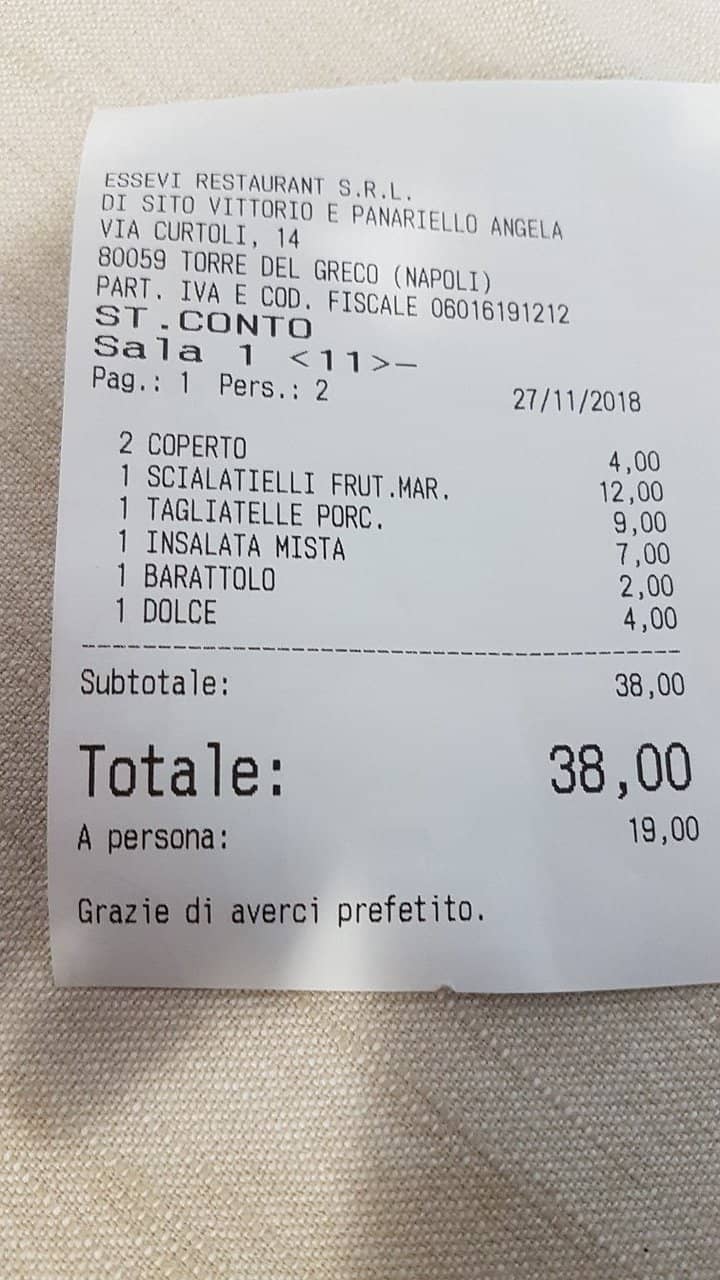 ESSEVI RESTAURANT S.R.L.
DI SITO VITTORIO E PANARIELLO ANGELA
VIA CURTOLI, 14
80059 TORRE DEL GRECO (NAPOLI)
PART. IVA E COD. FISCALE 06016191212
ST.CONTO
Sala 1 <11>-
Pag.: 1 Pers.: 2 27/11/2018
2 COPERTO 4,00
1 SCIALATIELLI FRUT.MAR. 12,00
1 TAGLIATELLE PORC. 9,00
1 INSALATA MISTA 7,00
1 BARATTOLO 2,00
1 DOLCE 4,00
Subtotale: 38,00
Totale: 38,00
A persona: 19,00
Grazie di averci prefetito.